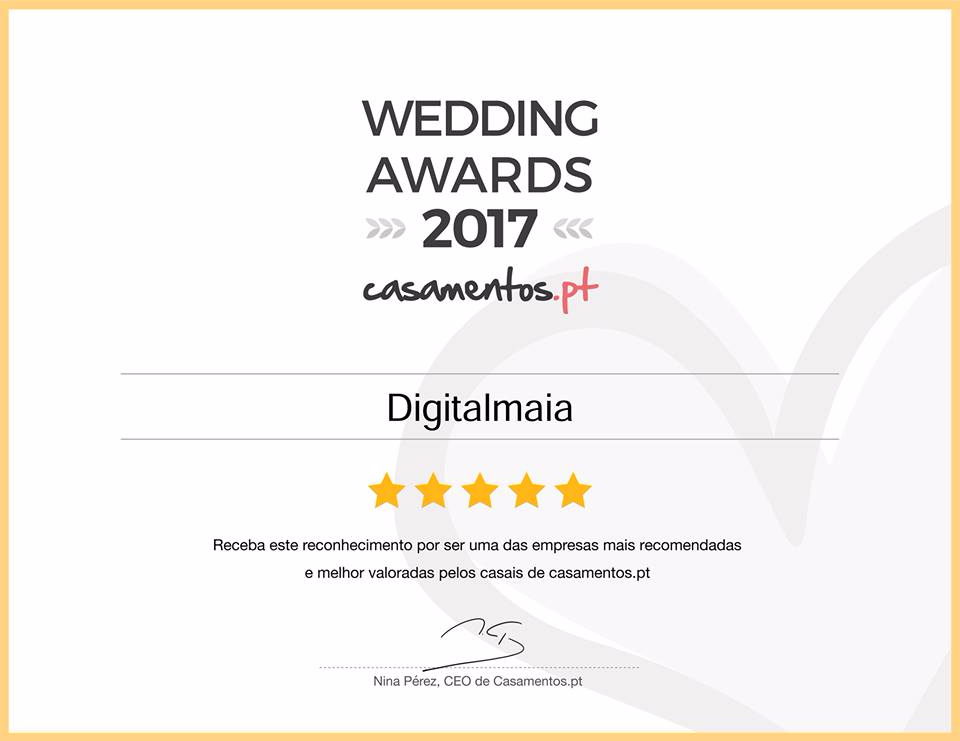 WEDDING
AWARDS
2017
casamentos.pt
Digitalmaia
Receba este reconhecimento por ser uma das empresas mais recomendadas
e melhor valoradas pelos casais de casamentos.pt
Nina Pérez, CEO de Casamentos.pt